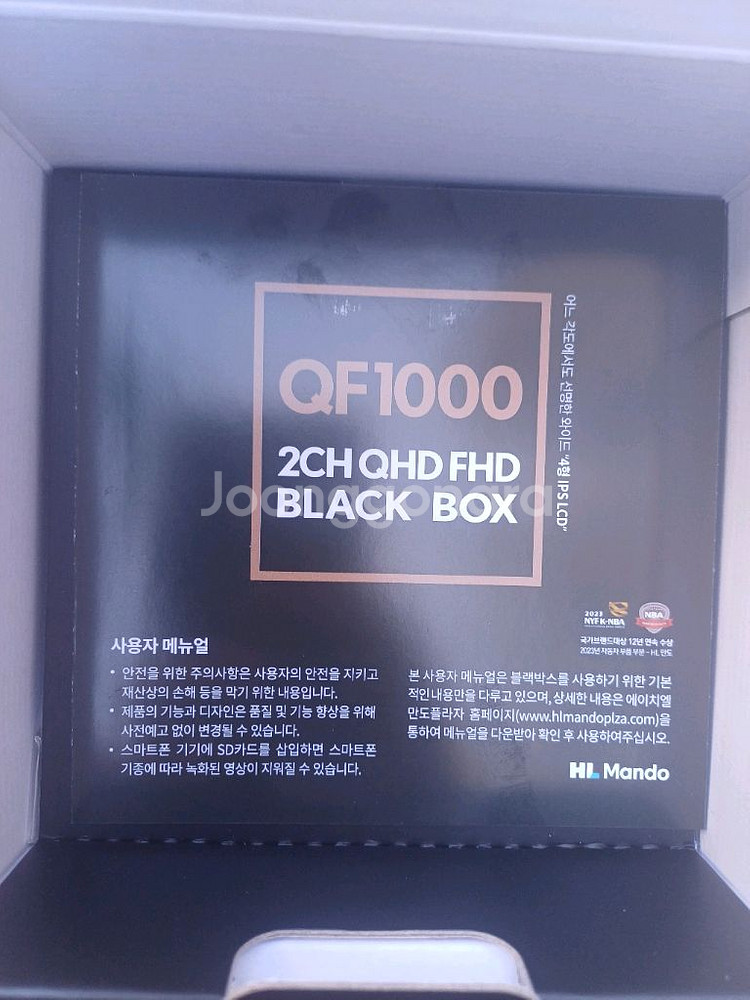 QF1000
2CH QHD FHD
BLACK BOX
어느 각도에서도 선명한 와이드 "4형 IPS LCD"
Joonggonara
2023
NYF K-NBA
NBA
국가브랜드대상 12년 연속 수상
2023년 자동차 부품 부문 - HL 만도
사용자 메뉴얼
• 안전을 위한 주의사항은 사용자의 안전을 지키고
재산상의 손해 등을 막기 위한 내용입니다.
• 제품의 기능과 디자인은 품질 및 기능 향상을 위해
사전예고 없이 변경될 수 있습니다.
• 스마트폰 기기에 SD카드를 삽입하면 스마트폰
기종에 따라 녹화된 영상이 지워질 수 있습니다.
본 사용자 메뉴얼은 블랙박스를 사용하기 위한 기본
적인 내용만을 다루고 있으며, 상세한 내용은 에이치엘
만도플라자 홈페이지(www.hlmandoplza.com)을
통하여 메뉴얼을 다운받아 확인 후 사용하여주십시오.
HL Mando